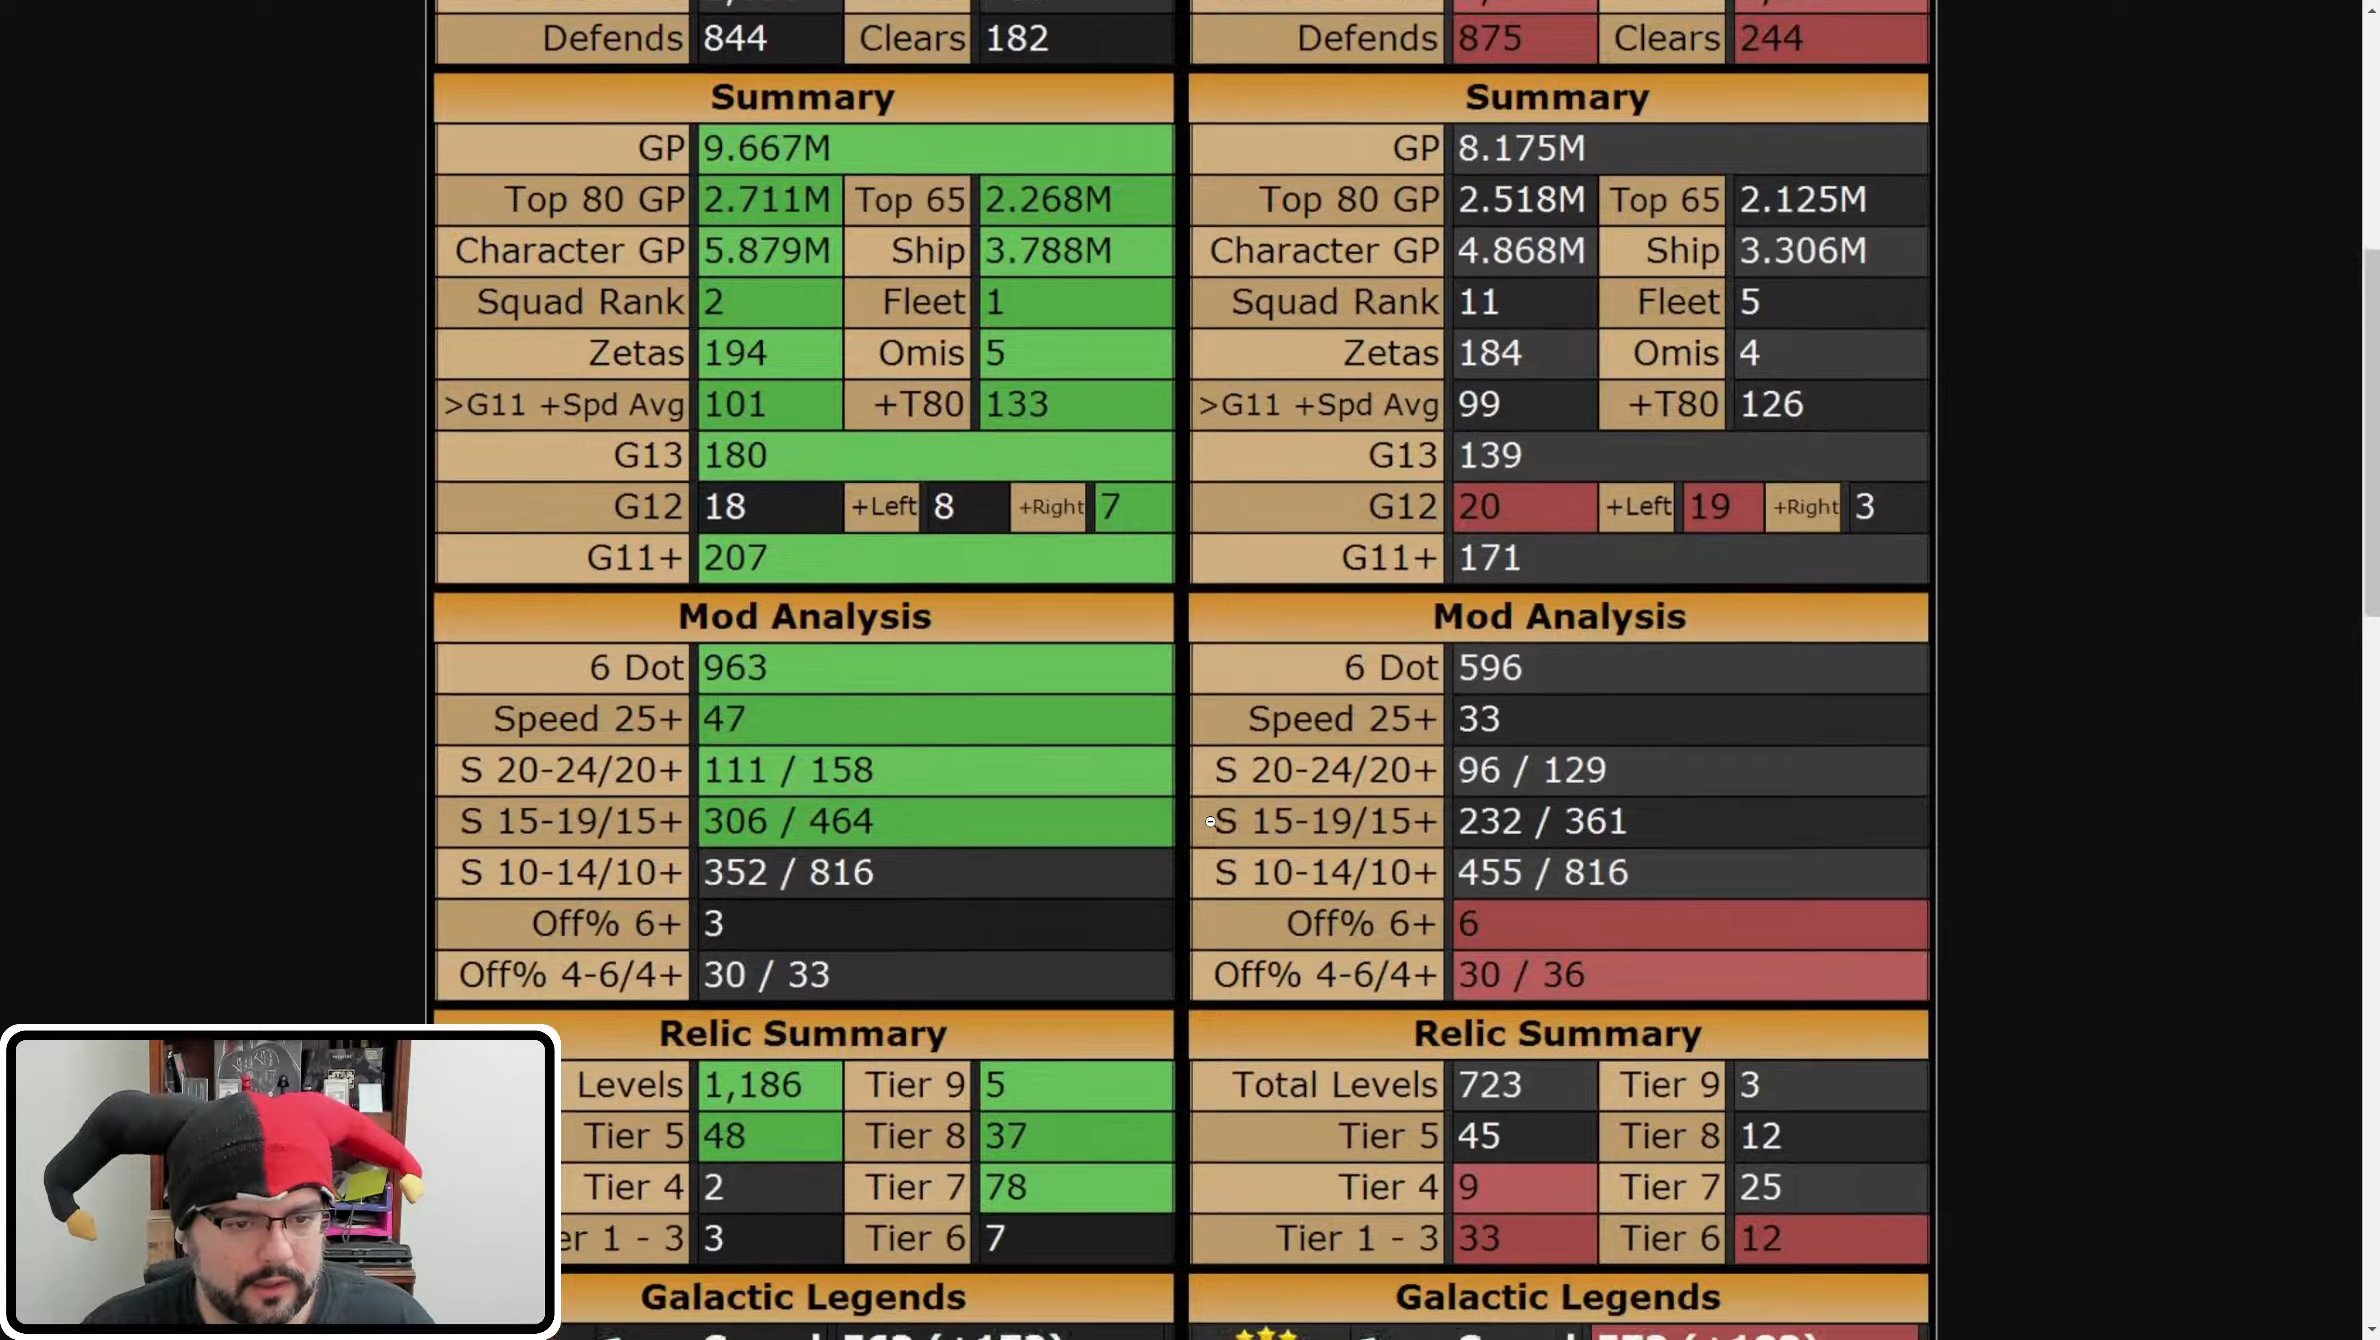 Defends 844 Clears 182 Defends 875 Clears 244
Summary Summary
GP 9.667M GP 8.175M
Top 80 GP 2.711M Top 65 2.268M Top 80 GP 2.518M Top 65 2.125M
Character GP 5.879M Ship 3.788M Character GP 4.868M Ship 3.306M
Squad Rank 2 Fleet 1 Squad Rank 11 Fleet 5
Zetas 194 Omis 5 Zetas 184 Omis 4
>G11 +Spd Avg 101 +T80 133 >G11 +Spd Avg 99 +T80 126
G13 180 G13 139
G12 18 +Left 8 +Right 7 G12 20 +Left 19 +Right 3
G11+ 207 G11+ 171
Mod Analysis Mod Analysis
6 Dot 963 6 Dot 596
Speed 25+ 47 Speed 25+ 33
S 20-24/20+ 111 / 158 S 20-24/20+ 96 / 129
S 15-19/15+ 306 / 464 S 15-19/15+ 232 / 361
S 10-14/10+ 352 / 816 S 10-14/10+ 455 / 816
Off% 6+ 3 Off% 6+ 6
Off% 4-6/4+ 30 / 33 Off% 4-6/4+ 30 / 36
Relic Summary Relic Summary
Levels 1,186 Tier 9 5 Total Levels 723 Tier 9 3
Tier 5 48 Tier 8 37 Tier 5 45 Tier 8 12
Tier 4 2 Tier 7 78 Tier 4 9 Tier 7 25
er 1 - 3 3 Tier 6 7 Tier 1 - 3 33 Tier 6 12
Galactic Legends Galactic Legends